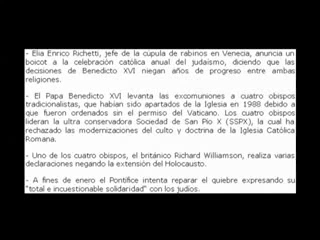 - Elia Enrico Richetti, jefe de la cupula de rabinos en Venecia, anuncia un
boicot a la celebración católica anual del judaísmo, diciendo que las
decisiones de Benedicto XVI niegan años de progreso entre ambas
religiones.
- El Papa Benedicto XVI levanta las excomuniones a cuatro obispos
tradicionalistas, que habían sido apartados de la Iglesia en 1988 debido a
que fueron ordenados sin el permiso del Vaticano. Los cuatro obispos
lideran la ultra conservadora Sociedad de San Pío X (SSPX), la cual ha
rechazado las modernizaciones del culto y doctrina de la Iglesia Católica
Romana.
- Uno de los cuatro obispos, el británico Richard Williamson, realiza varias
declaraciones negando la extensión del Holocausto.
- A fines de enero el Pontífice intenta reparar el quiebre expresando su
"total e incuestionable solidaridad" con los judíos.